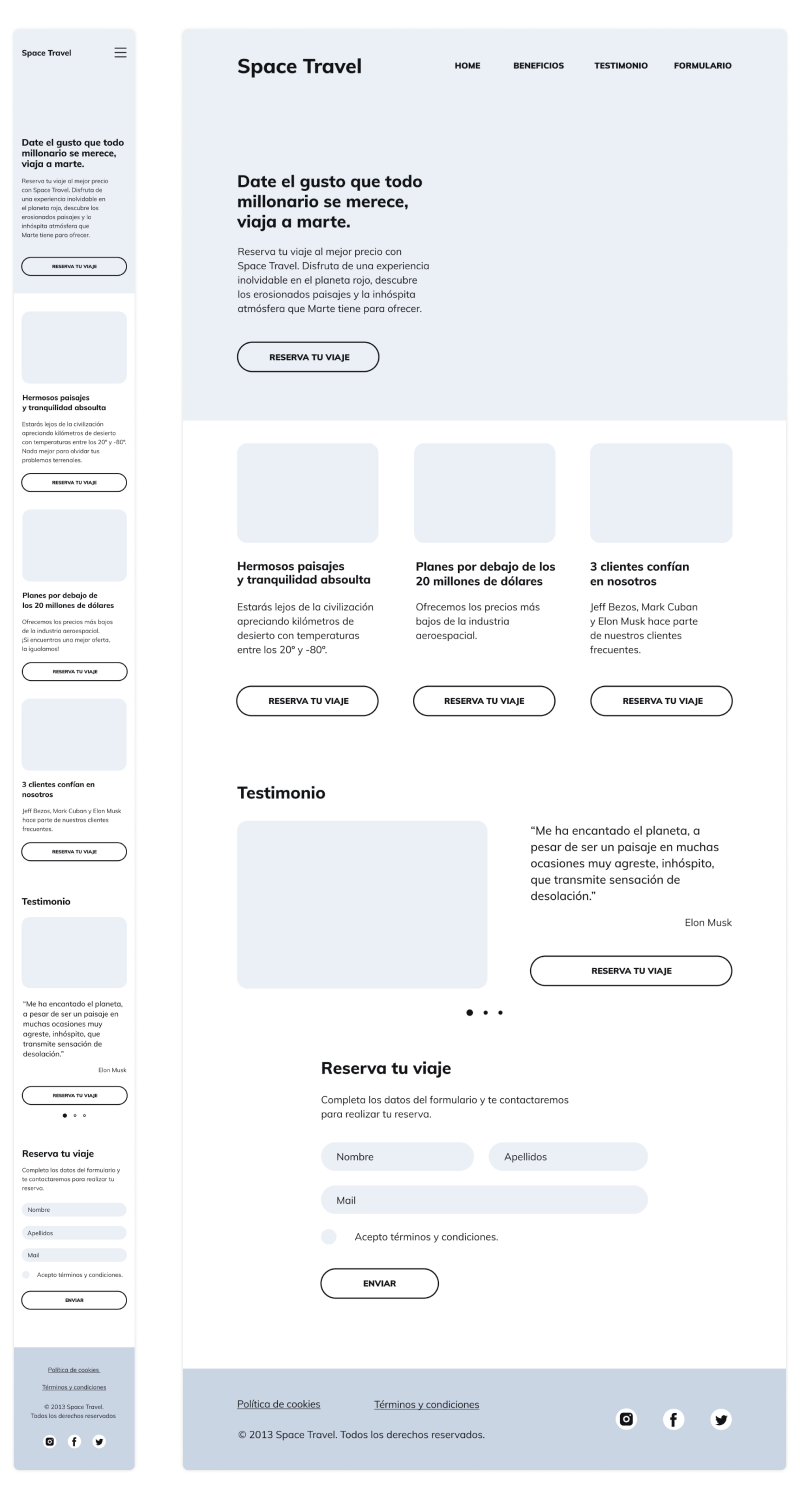 Space Travel
Date el gusto que todo
millonario se merece,
viaja a marte.
Reserva tu viaje al mejor precio
con Space Travel. Disfruta de
una experiencia inolvidable en
el planeta rojo, descubre los
erosionados paisajes y la
inhóspita atmósfera que
Marte tiene para ofrecer.
RESERVA TU VIAJE
Hermosos paisajes
y tranquilidad absoulta
Estarás lejos de la civilización
apreciando kilómetros de desierto
con temperaturas entre los 20° y -80°.
Nada mejor para olvidar tus
problemas terrenales.
RESERVA TU VIAJE
Planes por debajo de
los 20 millones de dólares
Ofrecemos los precios más bajos
de la industria aeroespacial.
¡Si encuentras una mejor oferta,
la igualamos!
RESERVA TU VIAJE
3 clientes confían en
nosotros
Jeff Bezos, Mark Cuban y Elon Musk
hace parte de nuestros clientes
frecuentes.
RESERVA TU VIAJE
Testimonio
“Me ha encantado el planeta,
a pesar de ser un paisaje en
muchas ocasiones muy
agreste, inhóspito, que
transmite sensación de
desolación.”
Elon Musk
RESERVA TU VIAJE
Reserva tu viaje
Completa los datos del formulario y
te contactaremos para realizar tu
reserva.
Nombre
Apellidos
Mail
Acepto términos y condiciones.
ENVIAR
Política de cookies
Términos y condiciones
© 2013 Space Travel.
Todos los derechos reservados
Space Travel
HOME BENEFICIOS TESTIMONIO FORMULARIO
Date el gusto que todo
millonario se merece,
viaja a marte.
Reserva tu viaje al mejor precio con
Space Travel. Disfruta de una experiencia
inolvidable en el planeta rojo, descubre
los erosionados paisajes y la inhóspita
atmósfera que Marte tiene para ofrecer.
RESERVA TU VIAJE
Hermosos paisajes
y tranquilidad absoulta
Estarás lejos de la civilización
apreciando kilómetros de
desierto con temperaturas
entre los 20° y -80°.
RESERVA TU VIAJE
Planes por debajo de los
20 millones de dólares
Ofrecemos los precios más
bajos de la industria
aeroespacial.
RESERVA TU VIAJE
3 clientes confían
en nosotros
Jeff Bezos, Mark Cuban
y Elon Musk hace parte
de nuestros clientes
frecuentes.
RESERVA TU VIAJE
Testimonio
“Me ha encantado el planeta, a
pesar de ser un paisaje en muchas
ocasiones muy agreste, inhóspito,
que transmite sensación de
desolación.”
Elon Musk
RESERVA TU VIAJE
Reserva tu viaje
Completa los datos del formulario y te contactaremos
para realizar tu reserva.
Nombre Apellidos
Mail
Acepto términos y condiciones.
ENVIAR
Política de cookies Términos y condiciones
© 2013 Space Travel. Todos los derechos reservados.